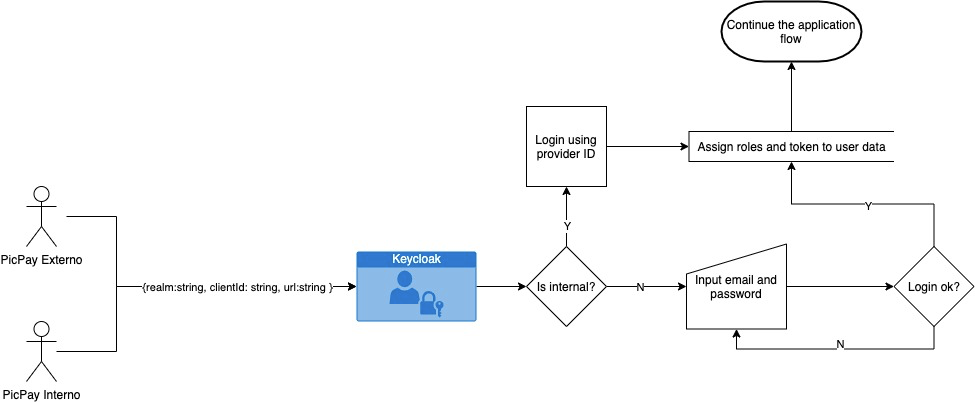 Continue the application
flow
Login using
provider ID
Assign roles and token to user data
PicPay Externo
Y
Y
Keycloak
{realm:string, clientId: string, url:string }
Is internal?
N
Input email and
password
Login ok?
N
PicPay Interno